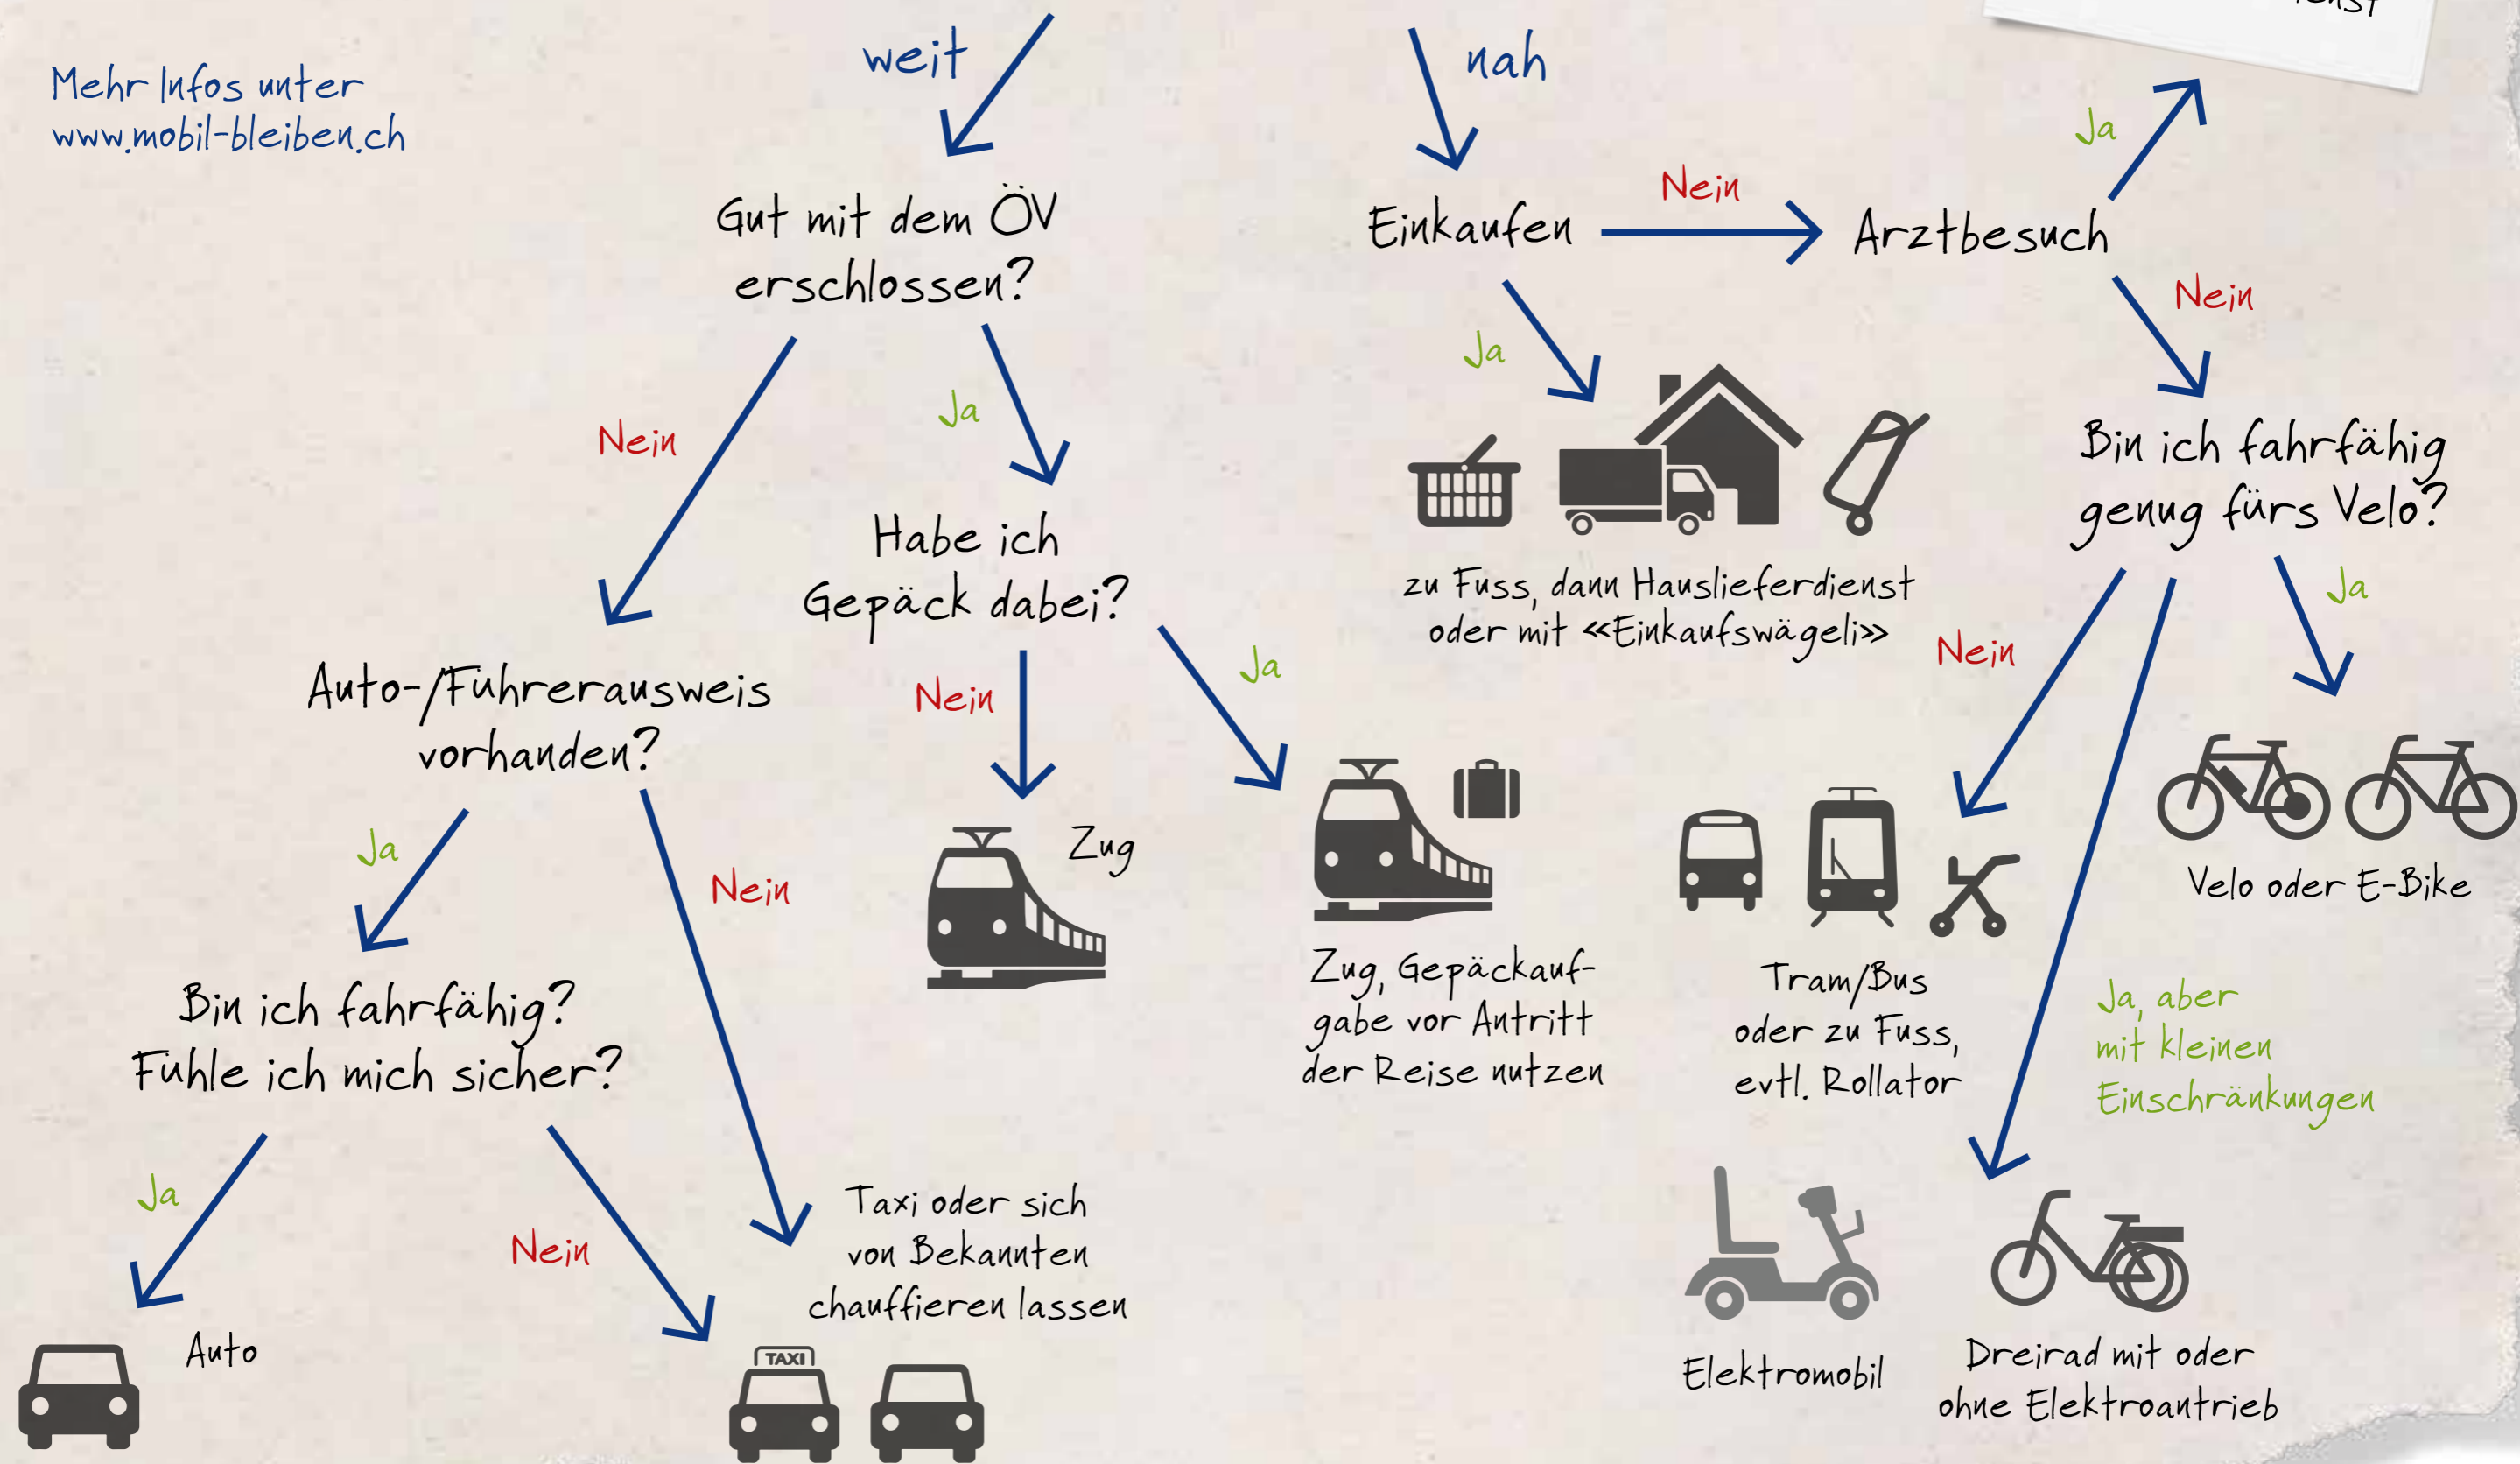 Mehr Infos unter
www.mobil-bleiben.ch
weit
nah
Ja
Nein
Gut mit dem ÖV
erschlossen?
Einkaufen
Arztbesuch
Nein
Ja
Nein
Ja
Bin ich fahrfähig
genug fürs Velo?
Habe ich
Gepäck dabei?
zu Fuss, dann Hauslieferdienst
oder mit «Einkaufswägeli»
Nein
Ja
Auto-/Fuhrerausweis
vorhanden?
Nein
Ja
Ja
Nein
Zug
Velo oder E-Bike
Zug, Gepäckauf-
gabe vor Antritt
der Reise nutzen
Tram/Bus
oder zu Fuss,
evtl. Rollator
Ja, aber
mit kleinen
Einschränkungen
Bin ich fahrfähig?
Fuhle ich mich sicher?
Ja
Nein
Taxi oder sich
von Bekannten
chauffieren lassen
Auto
TAXI
Elektromobil
Dreirad mit oder
ohne Elektroantrieb